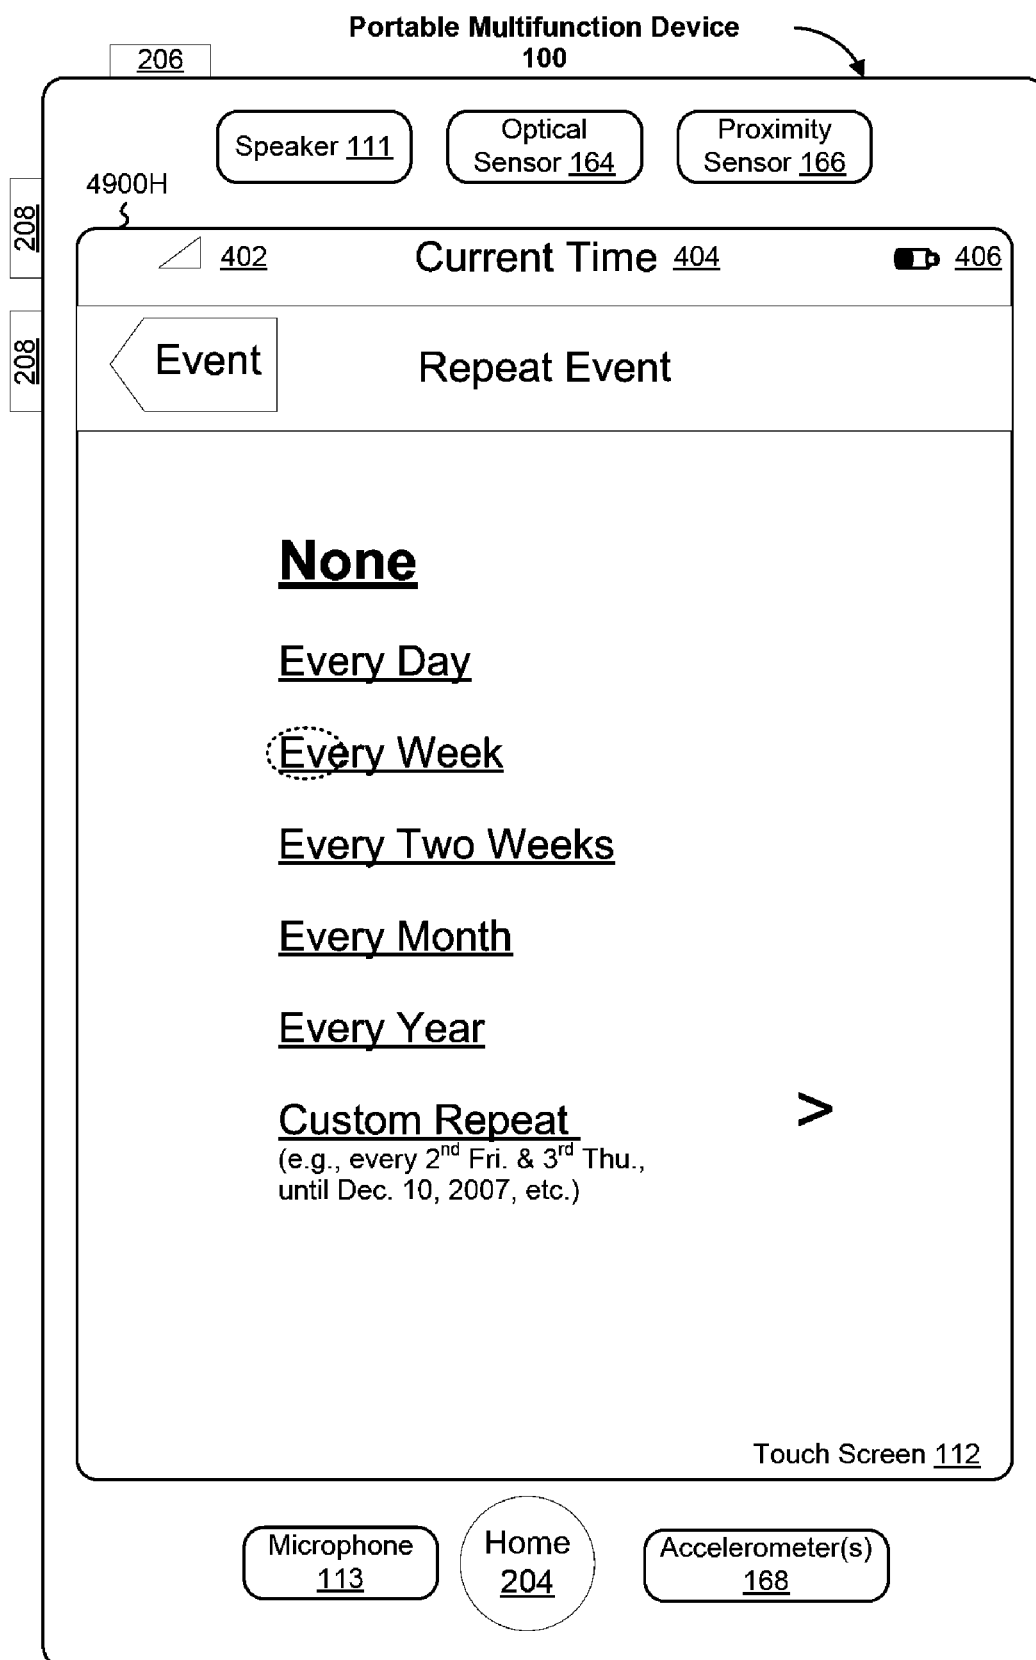 Portable Multifunction Device
100
206
Speaker 111
Optical
Sensor 164
Proximity
Sensor 166
4900H
208
208
402
Current Time 404
406
Event
Repeat Event
None
Every Day
Every Week
Every Two Weeks
Every Month
Every Year
Custom Repeat >
(e.g., every 2nd Fri. & 3rd Thu.,
until Dec. 10, 2007, etc.)
Touch Screen 112
Microphone
113
Home
204
Accelerometer(s)
168